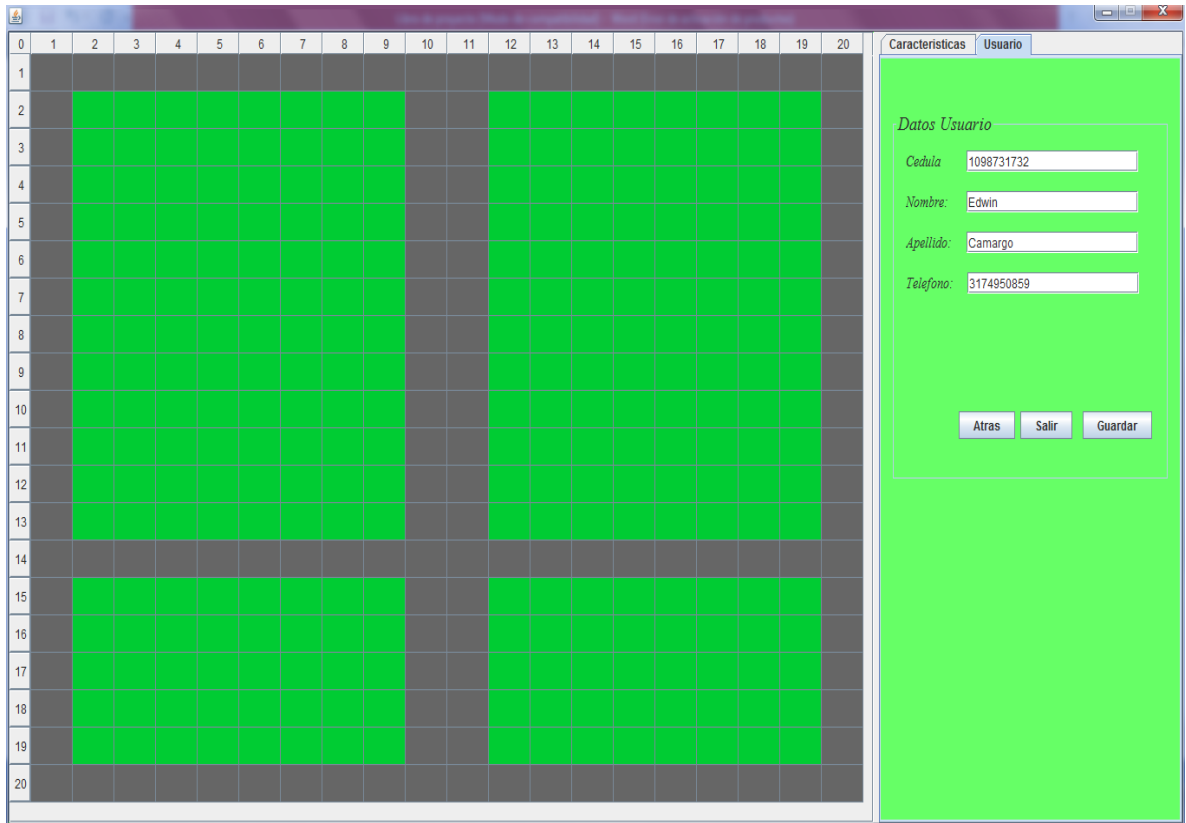 0 1 2 3 4 5 6 7 8 9 10 11 12 13 14 15 16 17 18 19 20
1
2
3
4
5
6
7
8
9
10
11
12
13
14
15
16
17
18
19
20
Caracteristicas Usuario
Datos Usuario
Cedula 1098731732
Nombre: Edwin
Apellido: Camargo
Telefono: 3174950859
Atras Salir Guardar